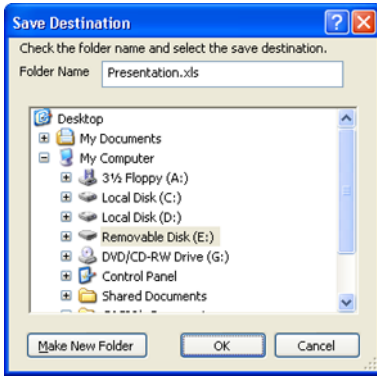 Save Destination
Check the folder name and select the save destination.
Folder Name Presentation.xls
Desktop
My Documents
My Computer
3½ Floppy (A:)
Local Disk (C:)
Local Disk (D:)
Removable Disk (E:)
DVD/CD-RW Drive (G:)
Control Panel
Shared Documents
Make New Folder OK Cancel